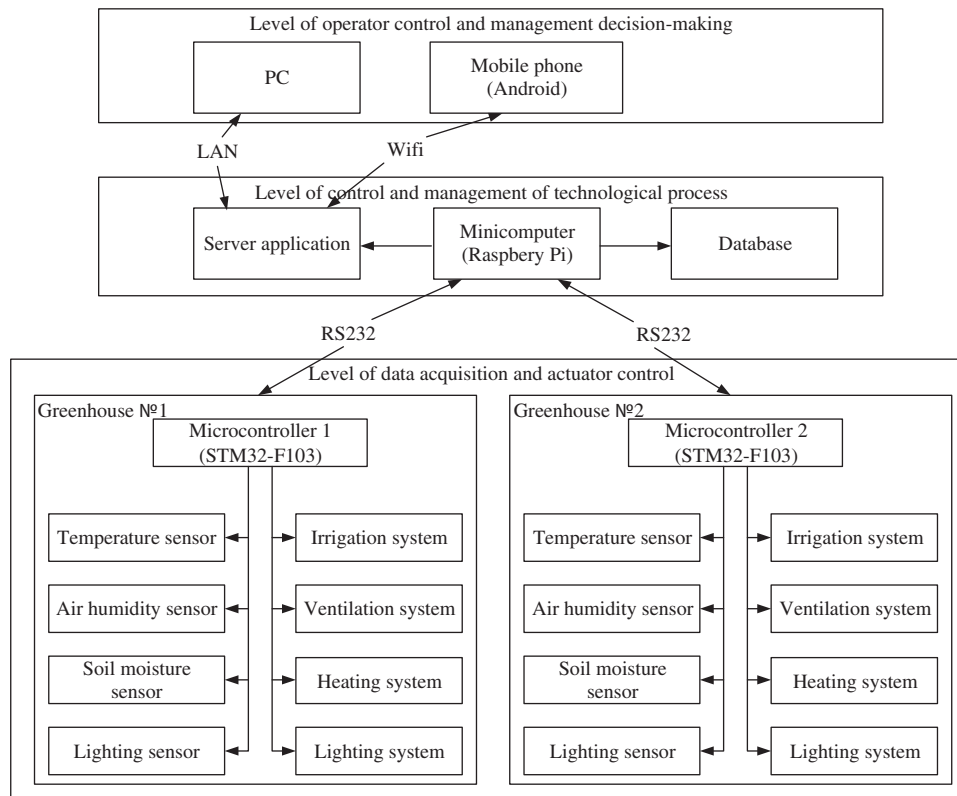 Level of operator control and management decision-making
PC
Mobile phone
(Android)
LAN
Wifi
Level of control and management of technological process
Server application
Minicomputer
(Raspbery Pi)
Database
RS232
RS232
Level of data acquisition and actuator control
Greenhouse №1
Microcontroller 1
(STM32-F103)
Temperature sensor
Irrigation system
Air humidity sensor
Ventilation system
Soil moisture
sensor
Heating system
Lighting sensor
Lighting system
Greenhouse №2
Microcontroller 2
(STM32-F103)
Temperature sensor
Irrigation system
Air humidity sensor
Ventilation system
Soil moisture
sensor
Heating system
Lighting sensor
Lighting system